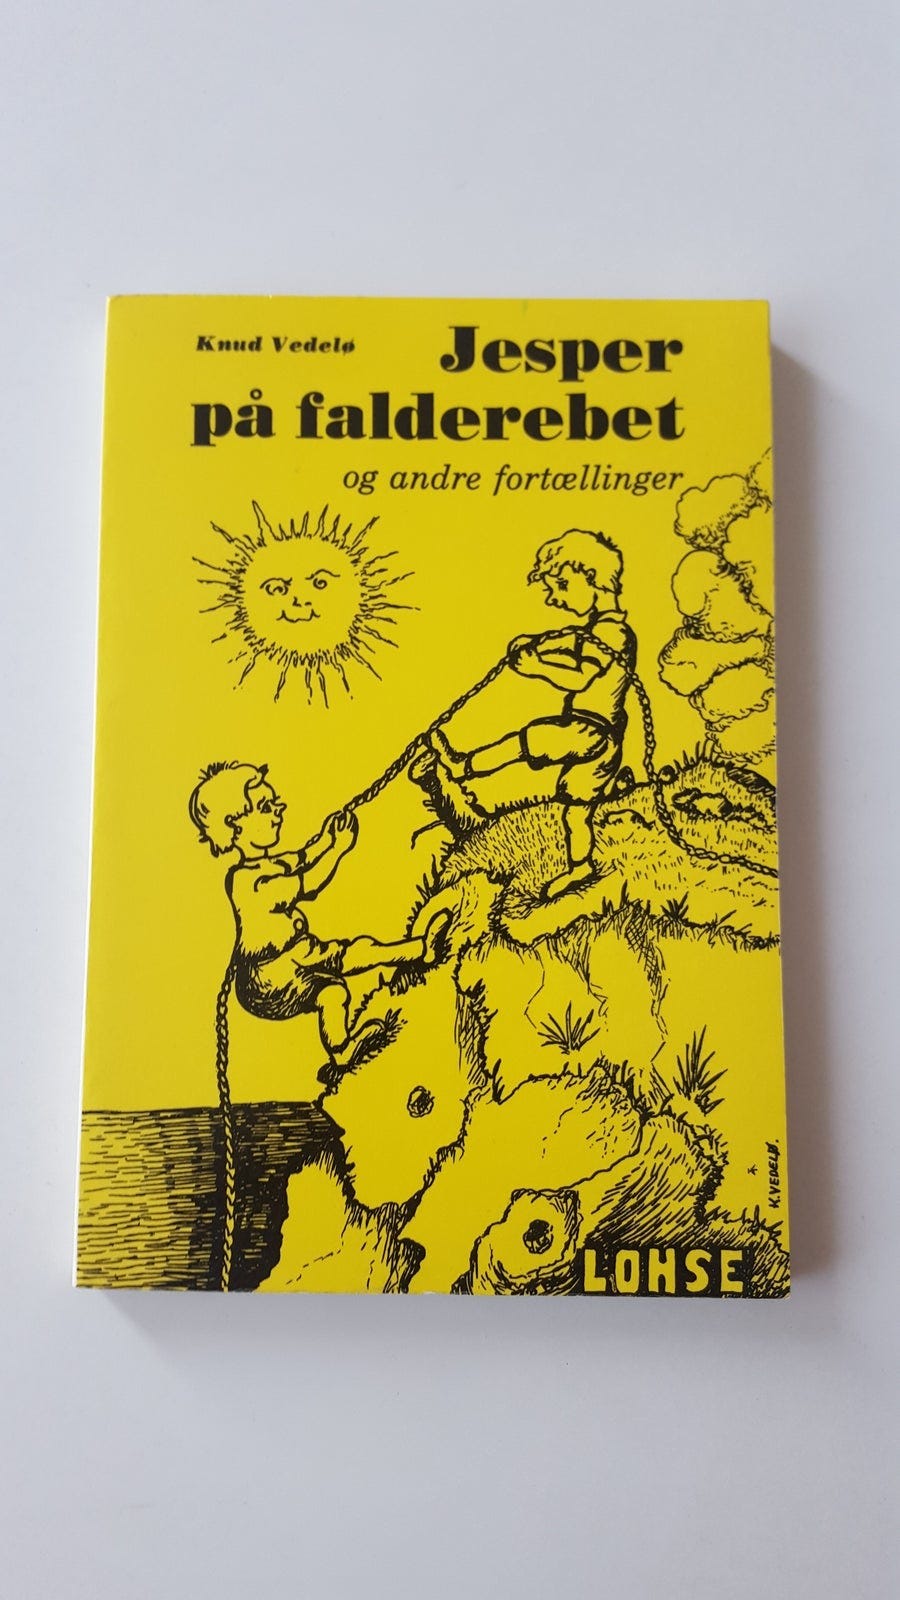 Knud Vedelø
Jesper
på falderebet
og andre fortællinger
K.VEDELØ.
LOHSE